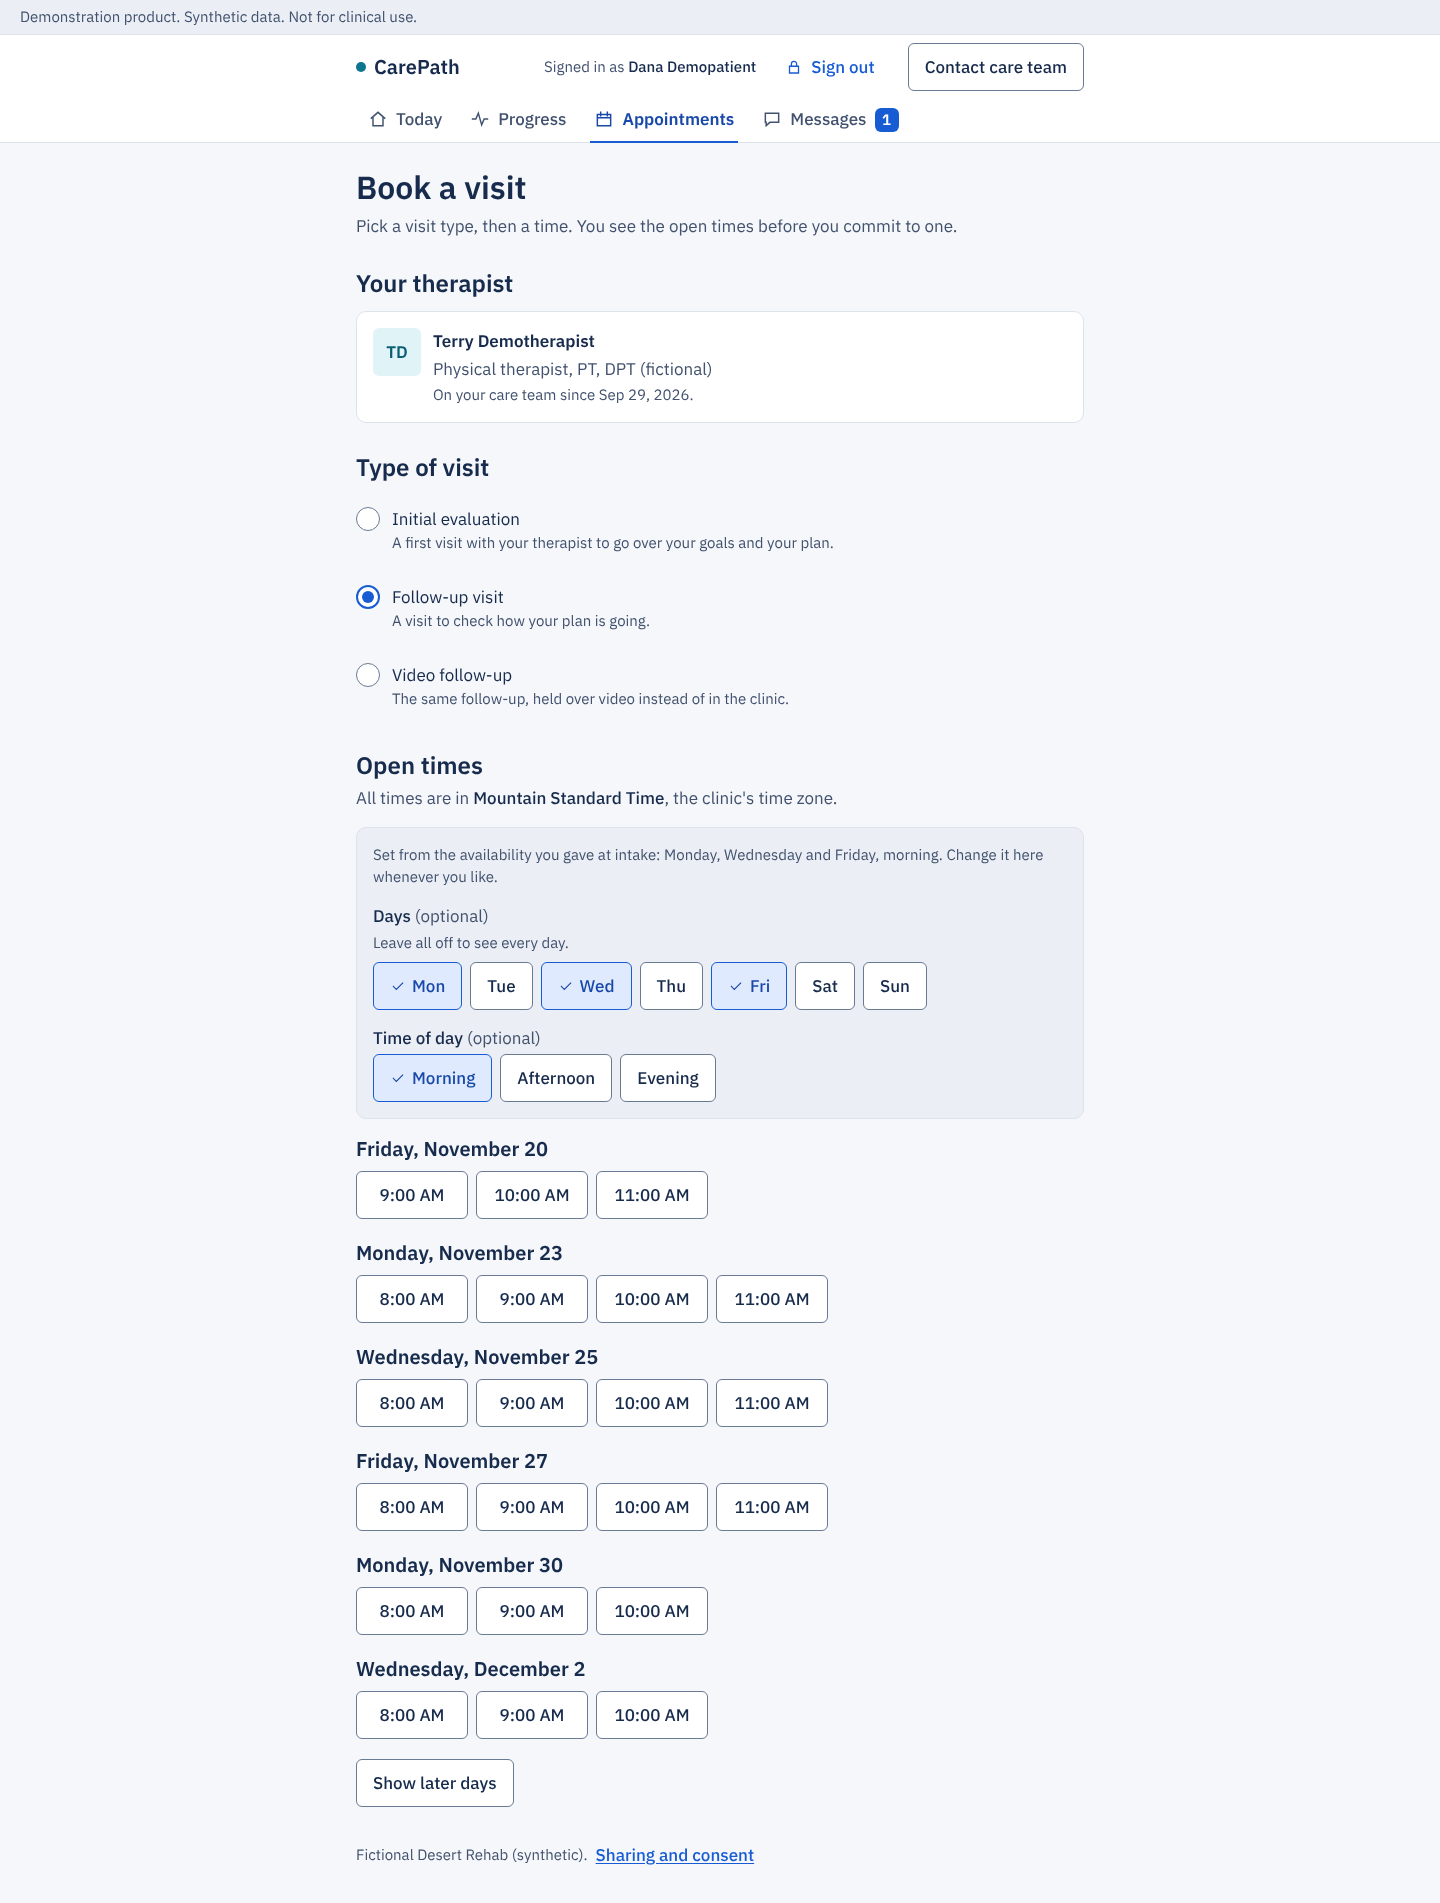 Demonstration product. Synthetic data. Not for clinical use.
CarePath
Signed in as Dana Demopatient
Sign out
Contact care team
Today
Progress
Appointments
Messages 1
Book a visit
Pick a visit type, then a time. You see the open times before you commit to one.
Your therapist
TD
Terry Demotherapist
Physical therapist, PT, DPT (fictional)
On your care team since Sep 29, 2026.
Type of visit
Initial evaluation
A first visit with your therapist to go over your goals and your plan.
Follow-up visit
A visit to check how your plan is going.
Video follow-up
The same follow-up, held over video instead of in the clinic.
Open times
All times are in Mountain Standard Time, the clinic's time zone.
Set from the availability you gave at intake: Monday, Wednesday and Friday, morning. Change it here
whenever you like.
Days (optional)
Leave all off to see every day.
Mon Tue Wed Thu Fri Sat Sun
Time of day (optional)
Morning Afternoon Evening
Friday, November 20
9:00 AM 10:00 AM 11:00 AM
Monday, November 23
8:00 AM 9:00 AM 10:00 AM 11:00 AM
Wednesday, November 25
8:00 AM 9:00 AM 10:00 AM 11:00 AM
Friday, November 27
8:00 AM 9:00 AM 10:00 AM 11:00 AM
Monday, November 30
8:00 AM 9:00 AM 10:00 AM
Wednesday, December 2
8:00 AM 9:00 AM 10:00 AM
Show later days
Fictional Desert Rehab (synthetic). Sharing and consent